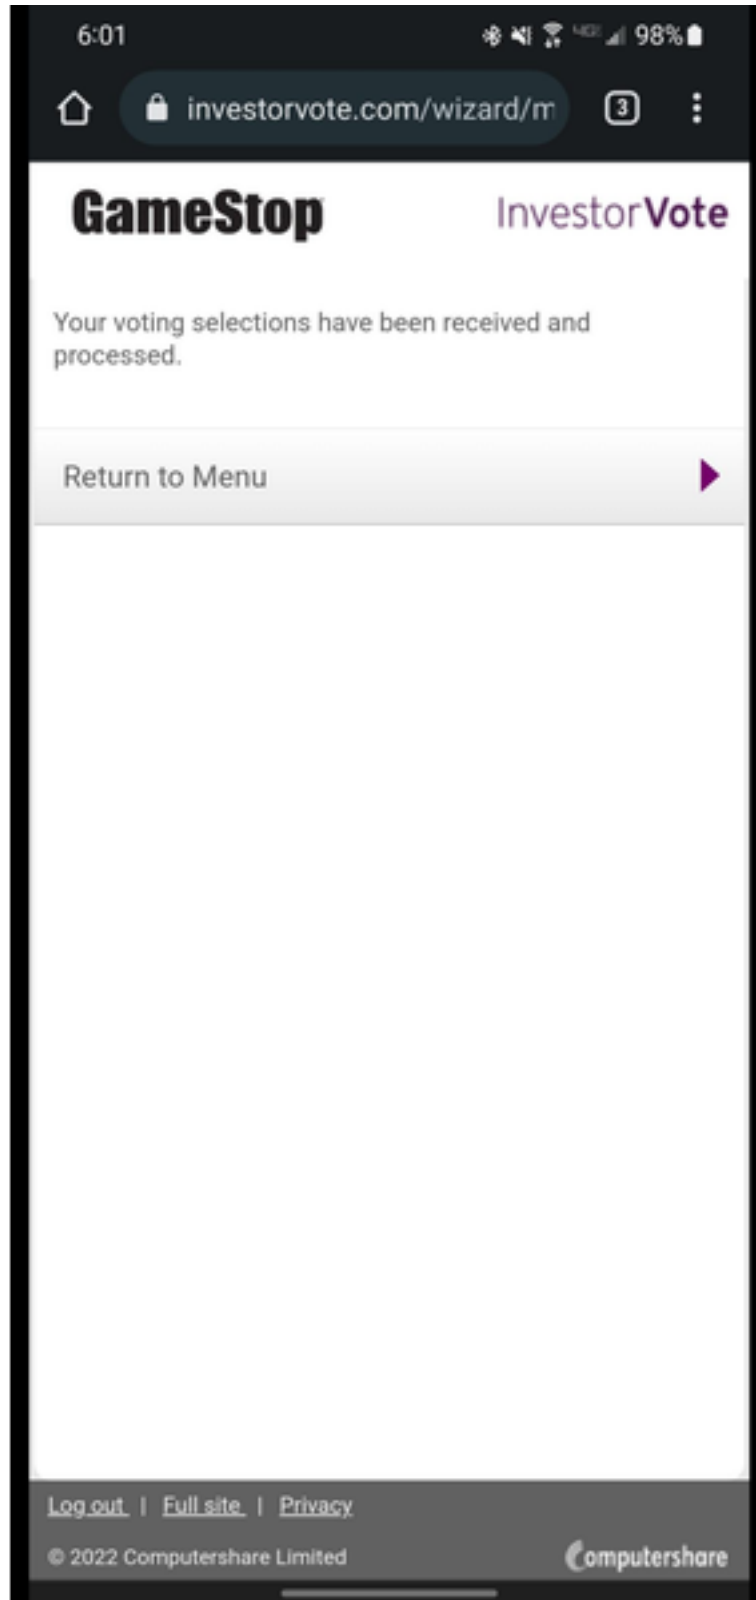 6:01 98%
investorvote.com/wizard/m 3
GameStop InvestorVote
Your voting selections have been received and
processed.
Return to Menu
Log out | Full site | Privacy
© 2022 Computershare Limited Computershare